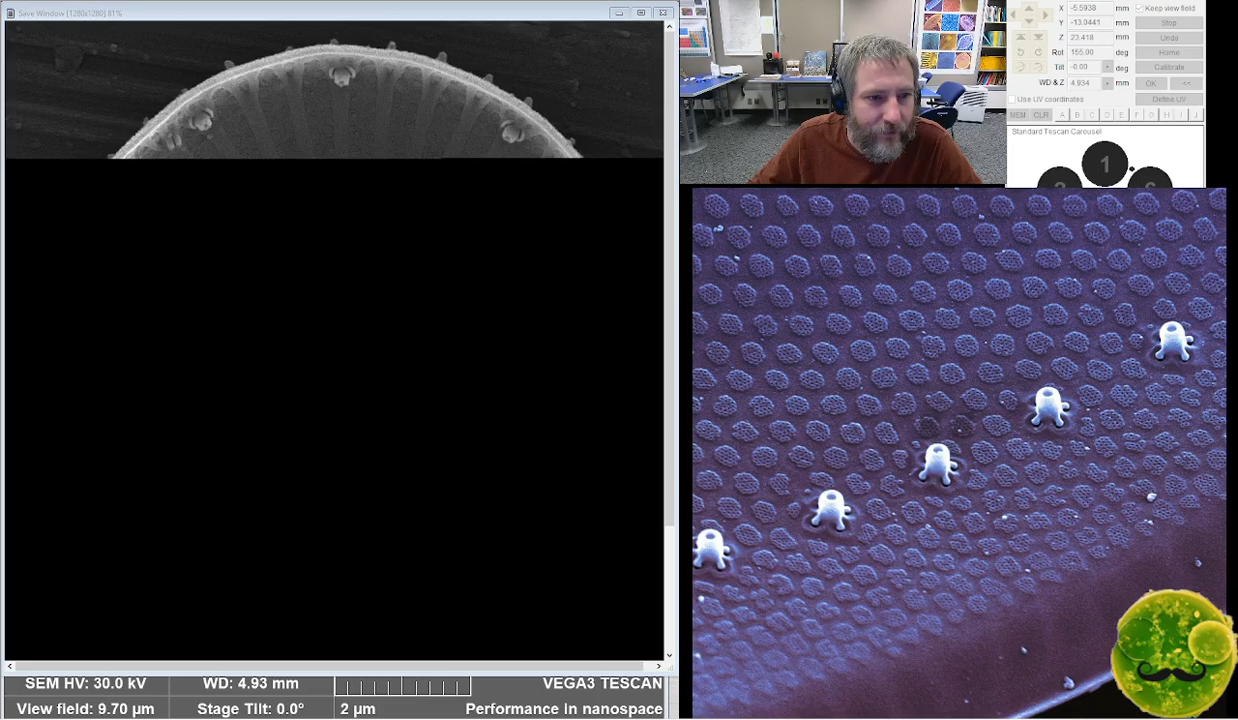 Save Window [1280x1280] 81%
X -5.5938 mm Keep view field
Y -13.0441 mm Stop
Z 23.418 mm Undo
Rot 155.00 deg Home
Tilt -0.00 deg Calibrate
WD & Z 4.934 mm OK <<
Use UV coordinates Define UV
MEM CLR A B C D E F G H I J
Standard Tescan Carousel
1
2 6
SEM HV: 30.0 kV WD: 4.93 mm VEGA3 TESCAN
View field: 9.70 µm Stage Tilt: 0.0° 2 µm Performance in nanospace